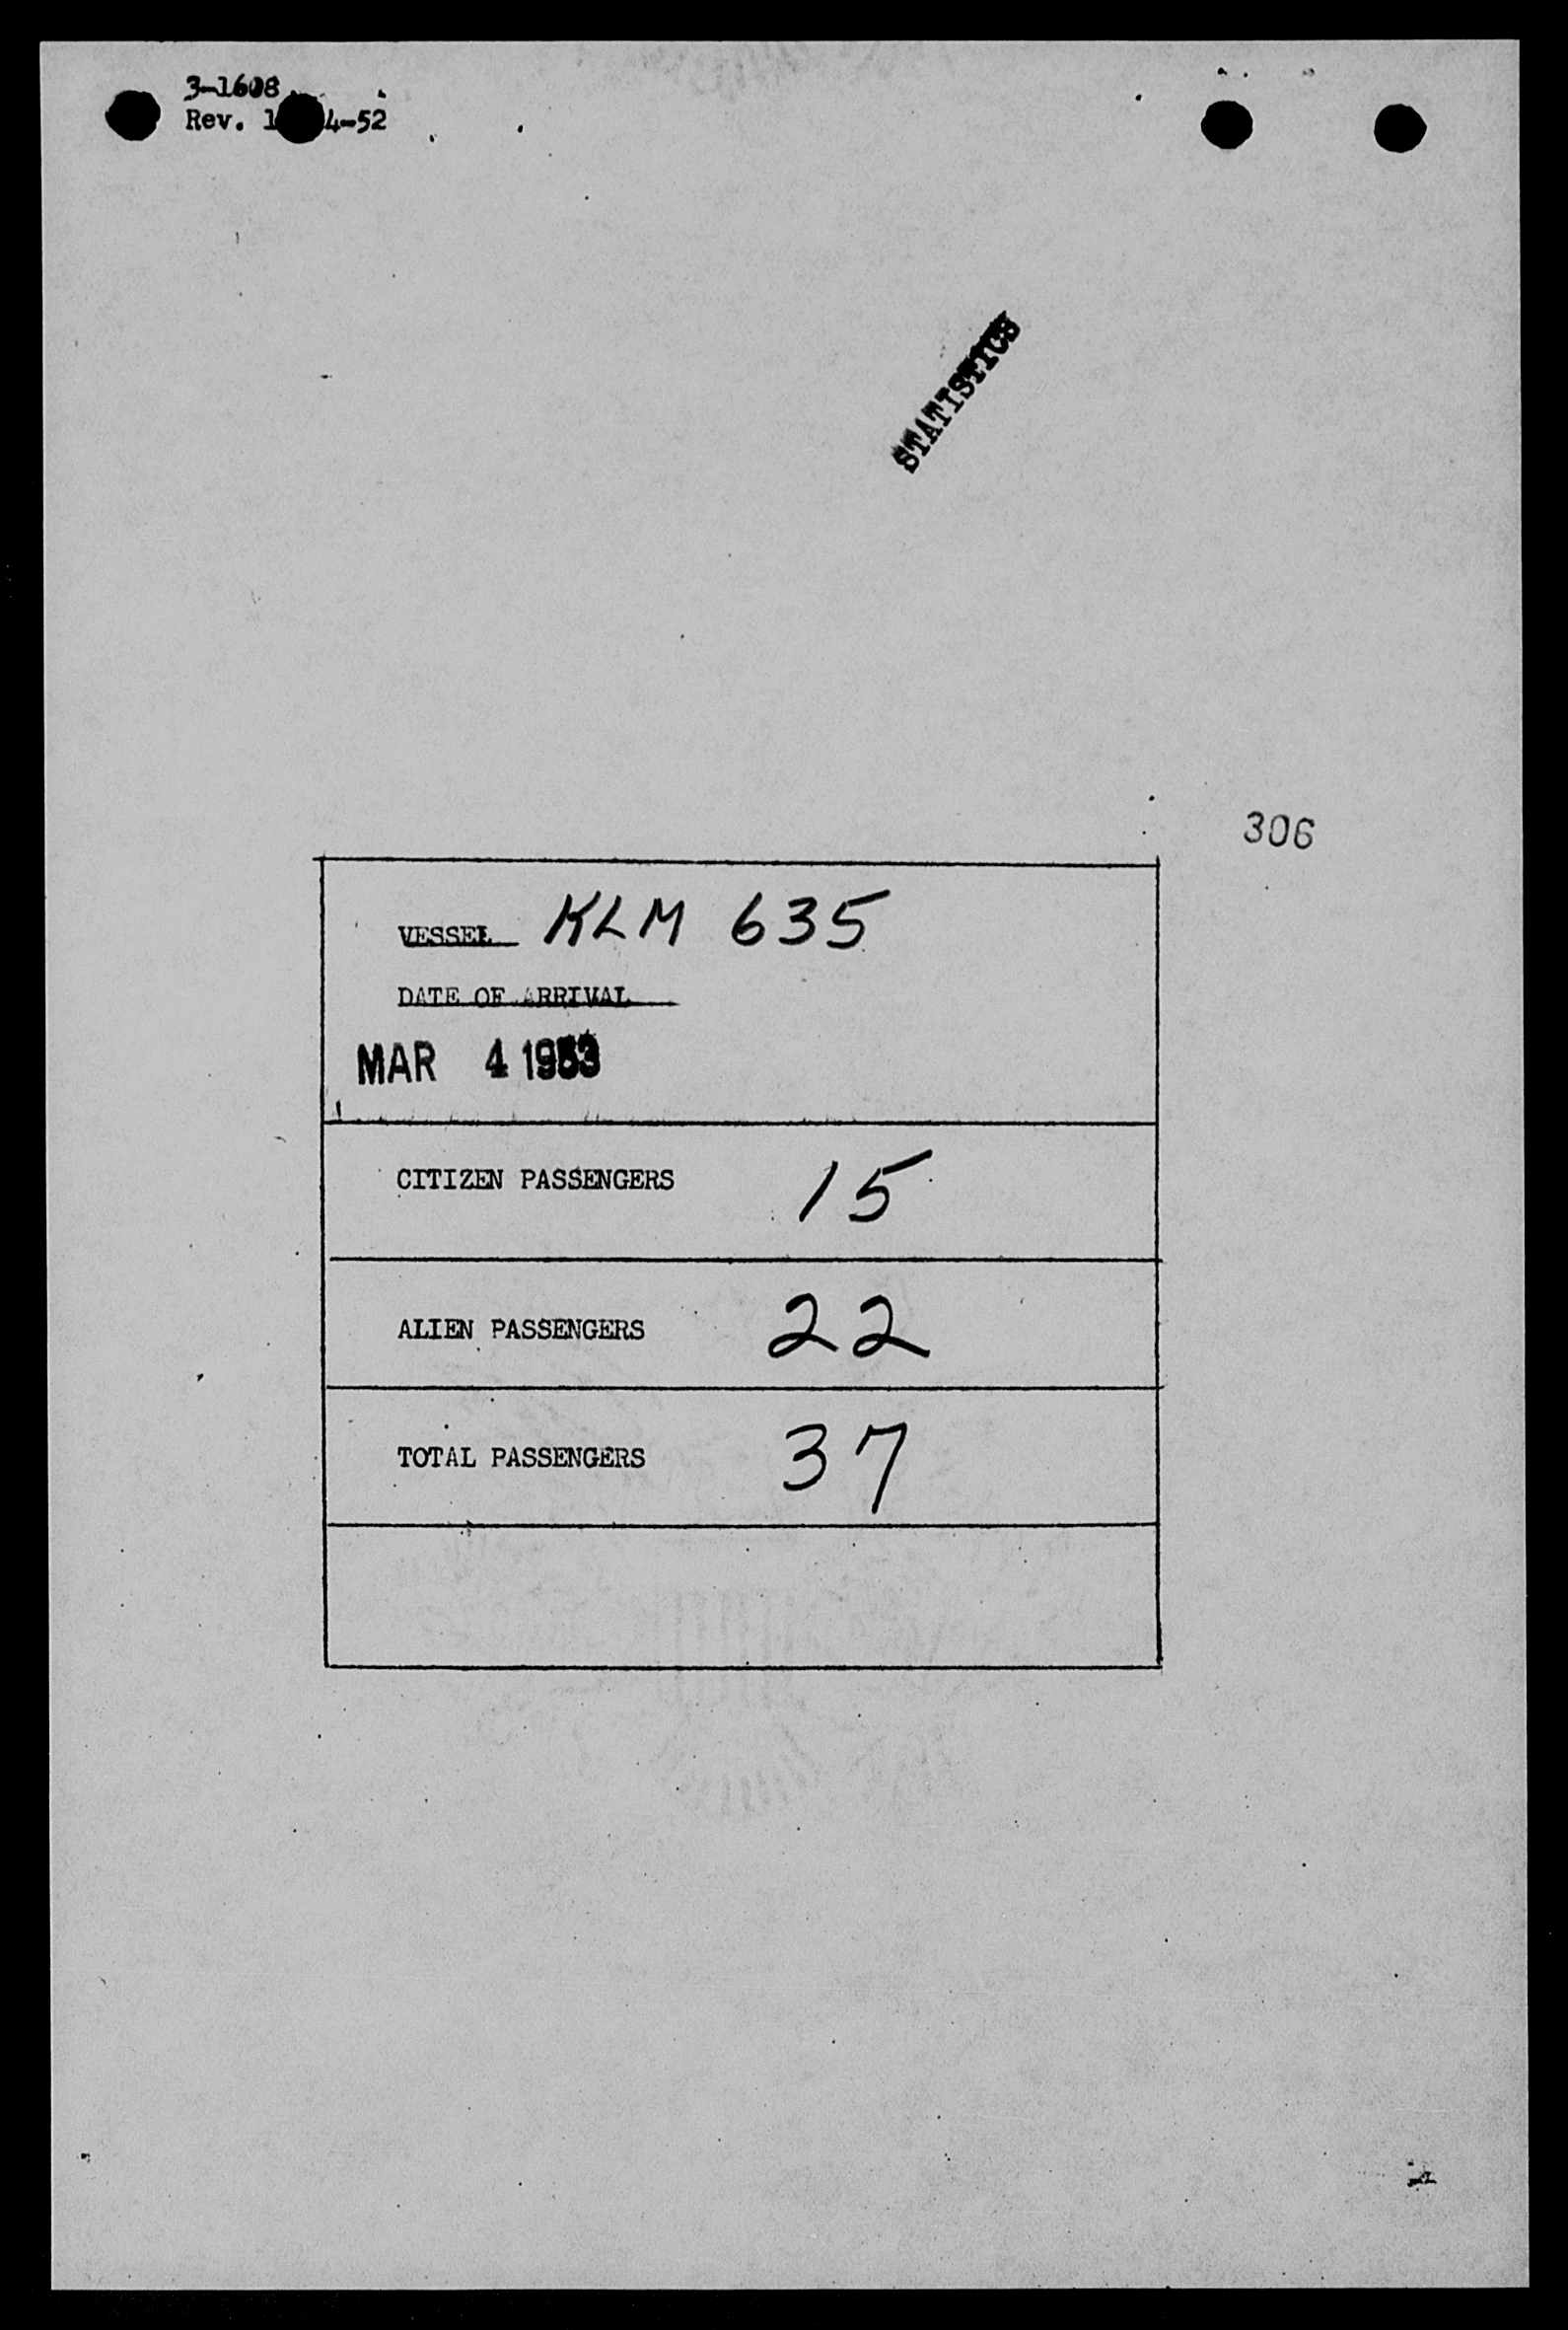 3-1608
Rev. 1 4-52
STATISTICS
306
VESSEL KLM 635
DATE OF ARRIVAL
MAR 4 1953
CITIZEN PASSENGERS 15
ALIEN PASSENGERS 22
TOTAL PASSENGERS 37